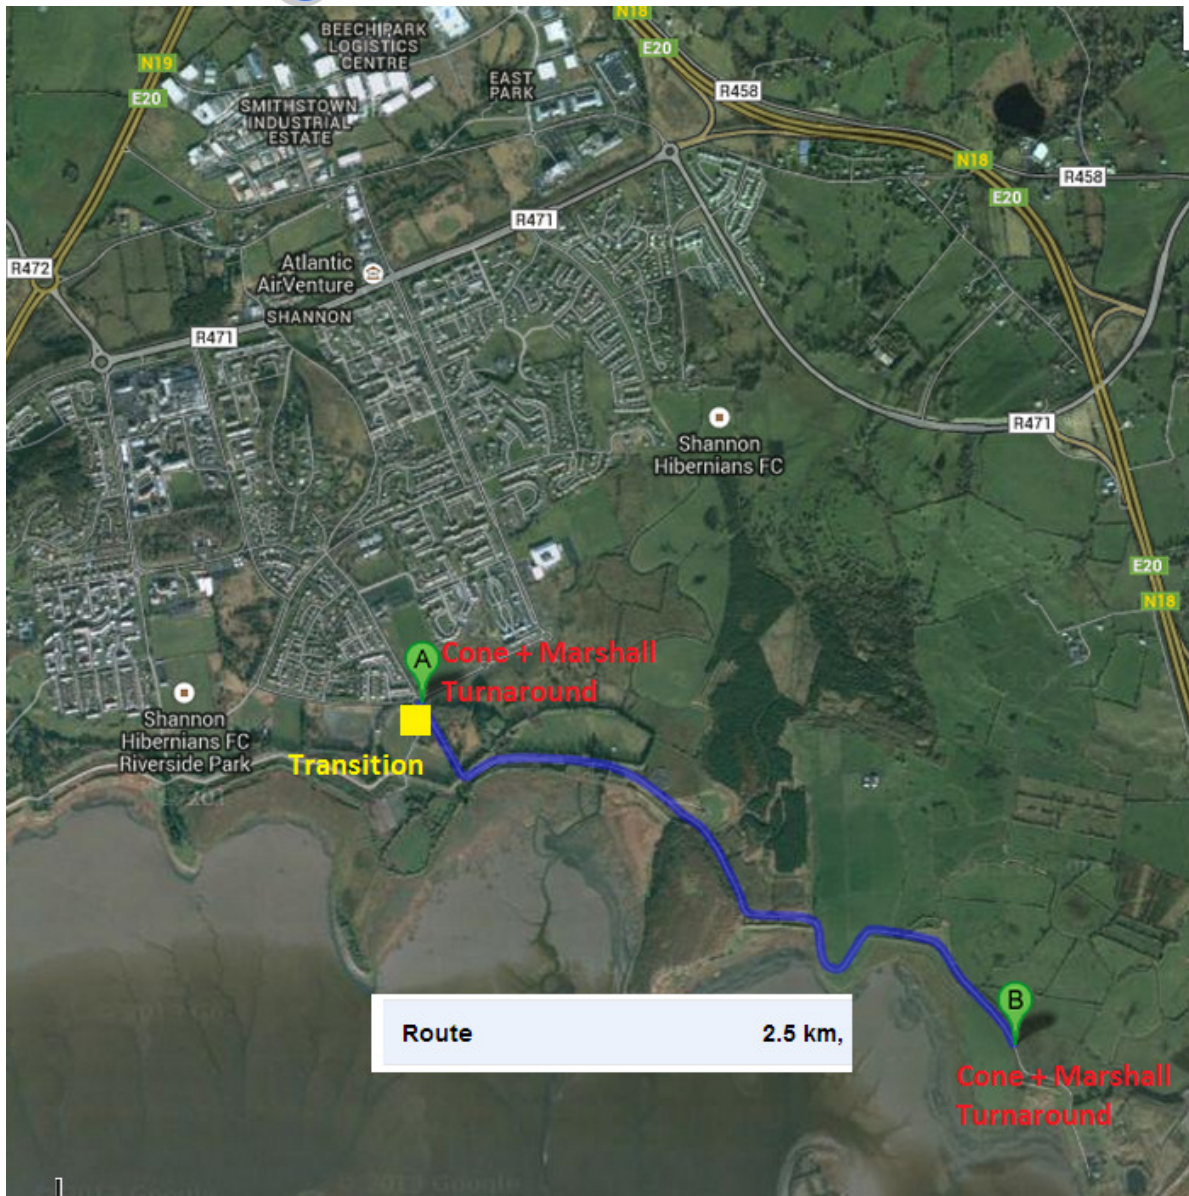 N18
E20
BEECHPARK
LOGISTICS
CENTRE
N19
E20
EAST
PARK
R458
SMITHSTOWN
INDUSTRIAL
ESTATE
N18
R458
E20
R471
R472
Atlantic
AirVenture
SHANNON
R471
Shannon
Hibernians FC
R471
E20
N18
A
Cone + Marshall
Turnaround
Shannon
Hibernians FC
Riverside Park
Transition
B
Route 2.5 km,
Cone + Marshall
Turnaround